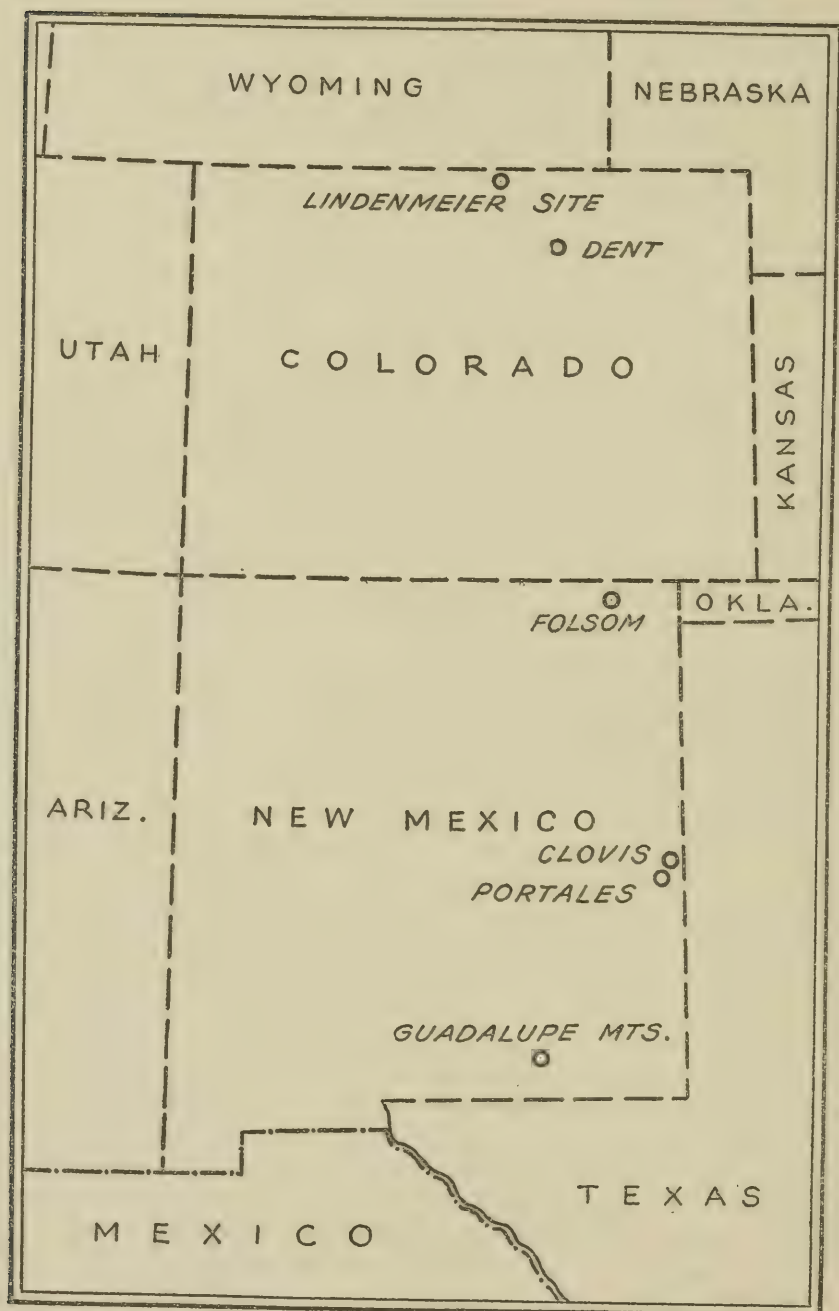 WYOMING
NEBRASKA
LINDENMEIER SITE
DENT
UTAH
COLORADO
KANSAS
FOLSOM
OKLA.
ARIZ.
NEW MEXICO
CLOVIS
PORTALES
GUADALUPE MTS.
TEXAS
MEXICO